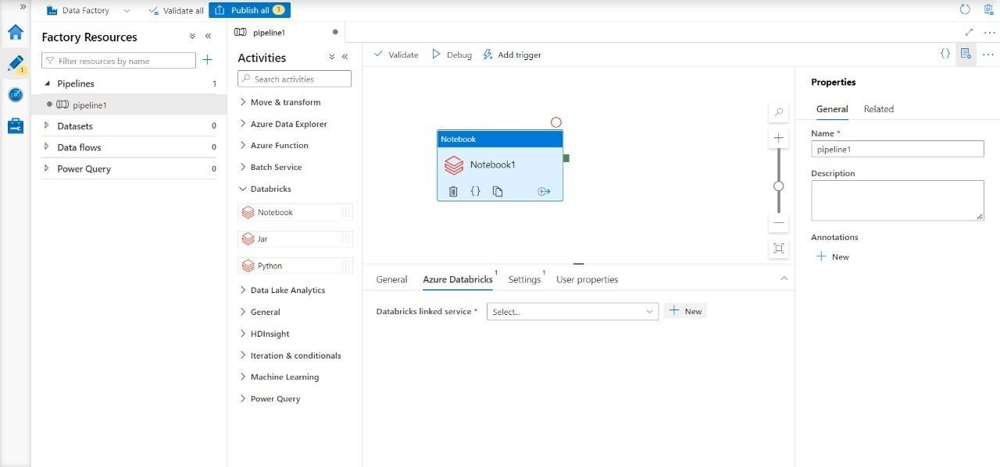 Data Factory
Validate all
Publish all 1
Factory Resources
Filter resources by name
Pipelines 1
pipeline1
Datasets 0
Data flows 0
Power Query 0
1
pipeline1
Activities
Search activities
Move & transform
Azure Data Explorer
Azure Function
Batch Service
Databricks
Notebook
Jar
Python
Data Lake Analytics
General
HDInsight
Iteration & conditionals
Machine Learning
Power Query
Validate Debug Add trigger
{}
Notebook
Notebook1
{}
General Azure Databricks 1 Settings 1 User properties
Databricks linked service * Select... New
Properties
General Related
Name *
pipeline1
Description
Annotations
New